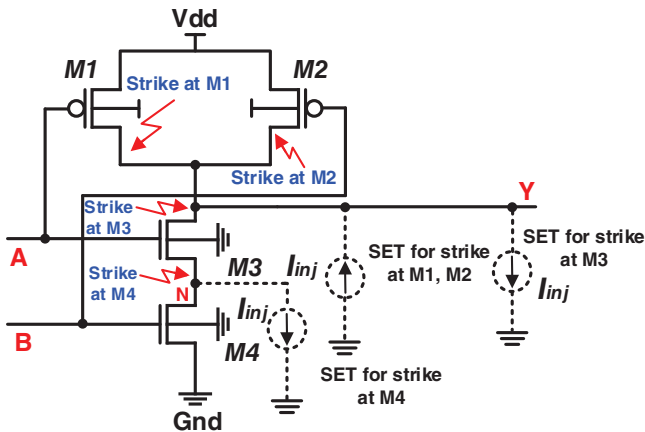 Vdd
M1
M2
Strike at M1
Strike at M2
Y
Strike
at M3
A
SET for strike
at M1, M2
SET for strike
at M3
Strike
at M4
N
M3
Iinj
Iinj
Iinj
B
M4
SET for strike
at M4
Gnd